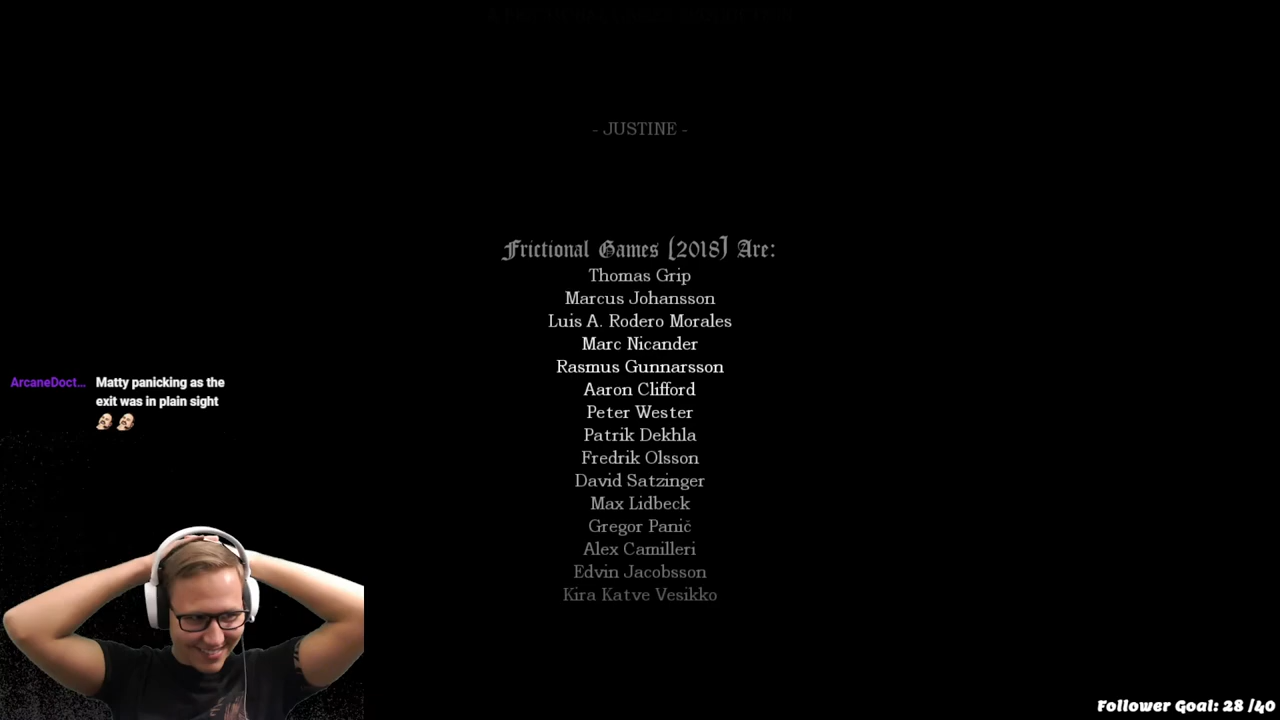 - JUSTINE -
Frictional Games [2018] Are:
Thomas Grip
Marcus Johansson
Luis A. Rodero Morales
Marc Nicander
Rasmus Gunnarsson
Aaron Clifford
Peter Wester
Patrik Dekhla
Fredrik Olsson
David Satzinger
Max Lidbeck
Gregor Panič
Alex Camilleri
Edvin Jacobsson
Kira Katve Vesikko
ArcaneDoct... Matty panicking as the
exit was in plain sight
Follower Goal: 28 /40